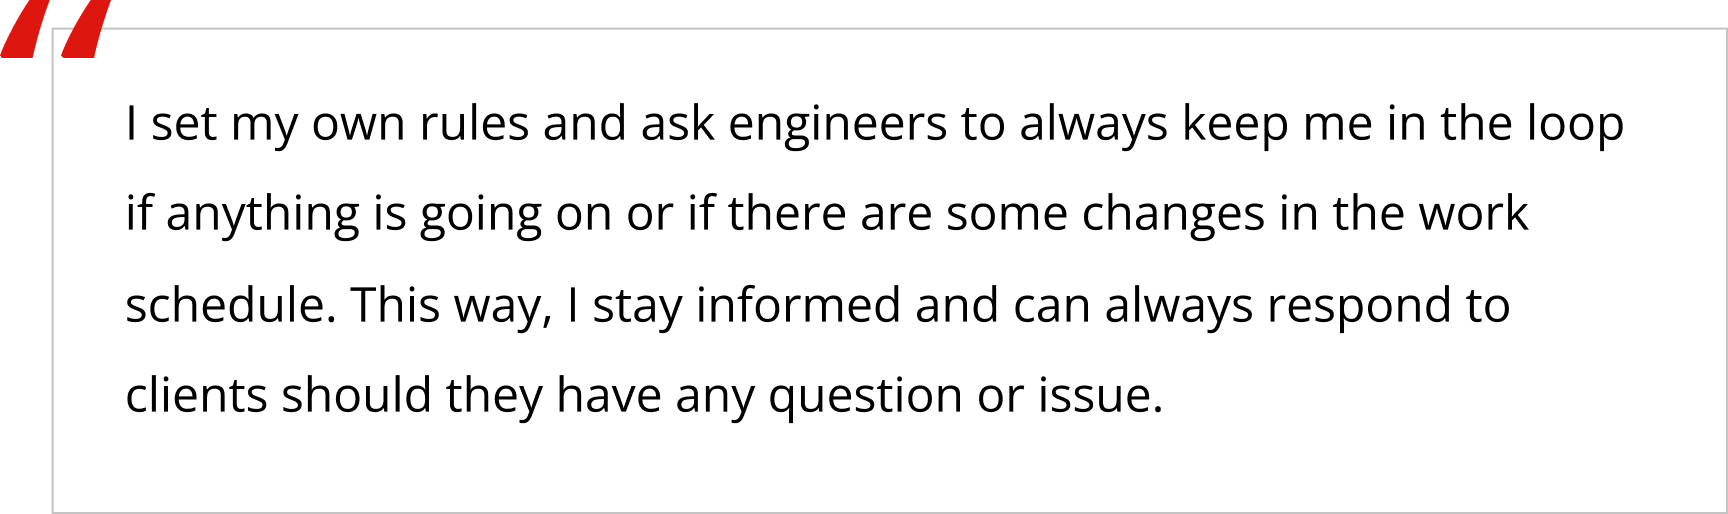 I set my own rules and ask engineers to always keep me in the loop
if anything is going on or if there are some changes in the work
schedule. This way, I stay informed and can always respond to
clients should they have any question or issue.